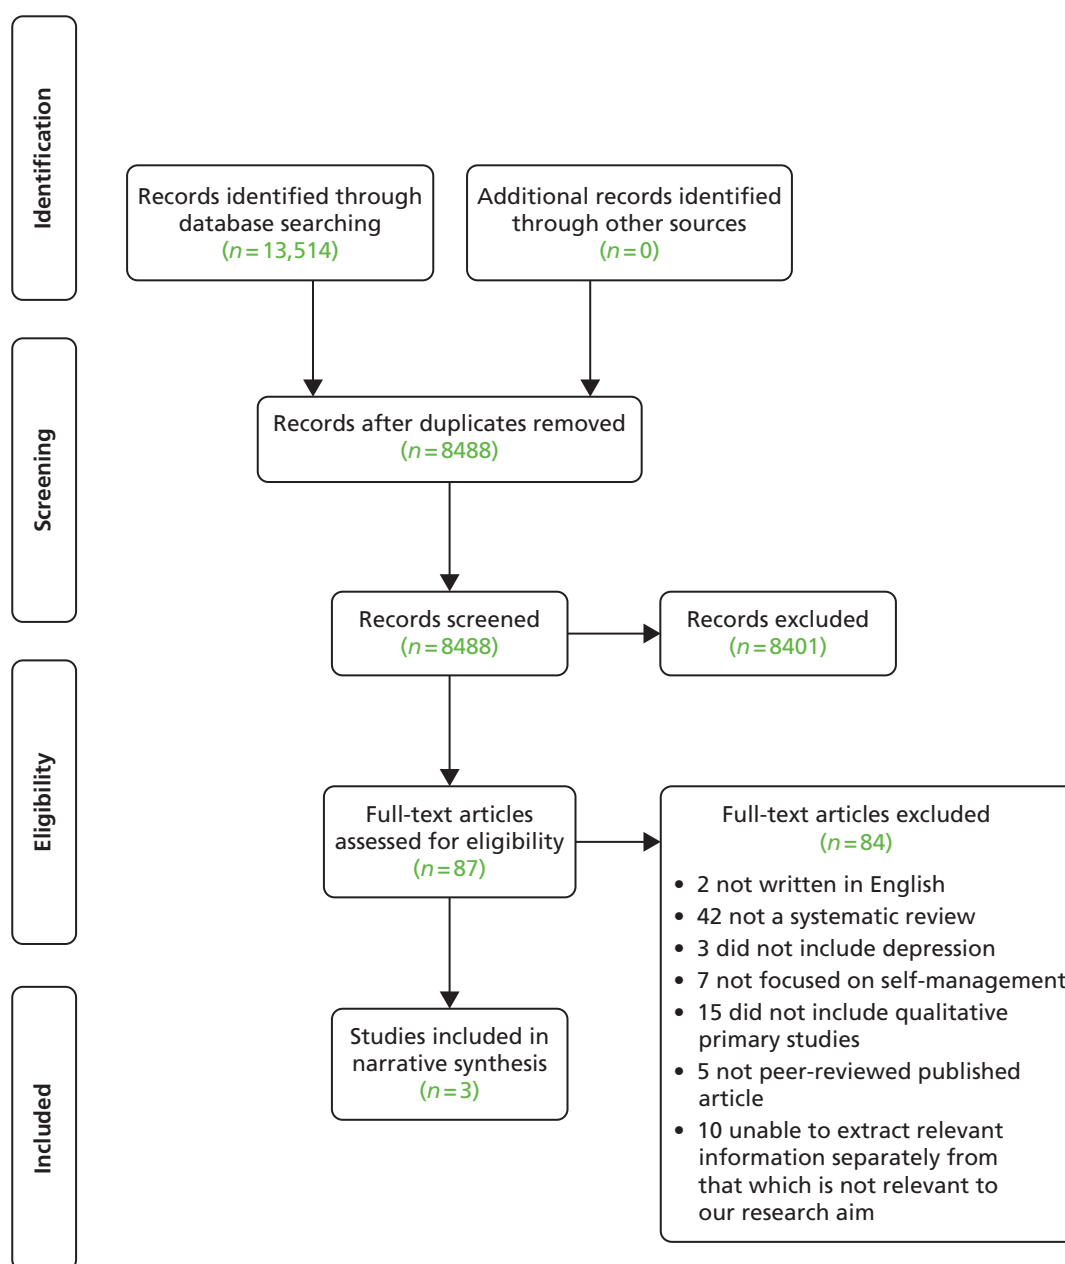 Identification
Records identified through
database searching
(n=13,514)
Additional records identified
through other sources
(n=0)
Screening
Records after duplicates removed
(n=8488)
Records screened
(n=8488)
Records excluded
(n=8401)
Eligibility
Full-text articles
assessed for eligibility
(n=87)
Full-text articles excluded
(n=84)
• 2 not written in English
• 42 not a systematic review
• 3 did not include depression
• 7 not focused on self-management
• 15 did not include qualitative
primary studies
• 5 not peer-reviewed published
article
• 10 unable to extract relevant
information separately from
that which is not relevant to
our research aim
Included
Studies included in
narrative synthesis
(n=3)